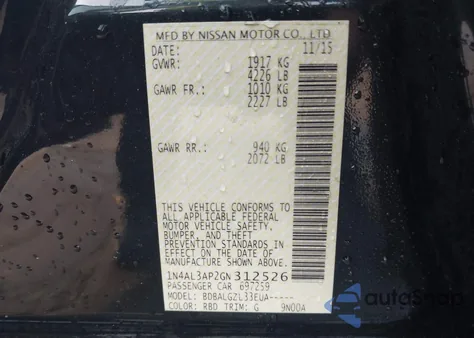 MFD BY NISSAN MOTOR CO., LTD
DATE: 11/15
GVWR: 1917 KG
4226 LB
GAWR FR.: 1010 KG
2227 LB
GAWR RR.: 940 KG
2072 LB
THIS VEHICLE CONFORMS TO
ALL APPLICABLE FEDERAL
MOTOR VEHICLE SAFETY,
BUMPER, AND THEFT
PREVENTION STANDARDS IN
EFFECT ON THE DATE OF
MANUFACTURE SHOWN ABOVE.
1N4AL3AP2GN312526
PASSENGER CAR 697259
MODEL: BDBALGZL33EUA-----
COLOR: RBD TRIM: G 9N00A
autoShop